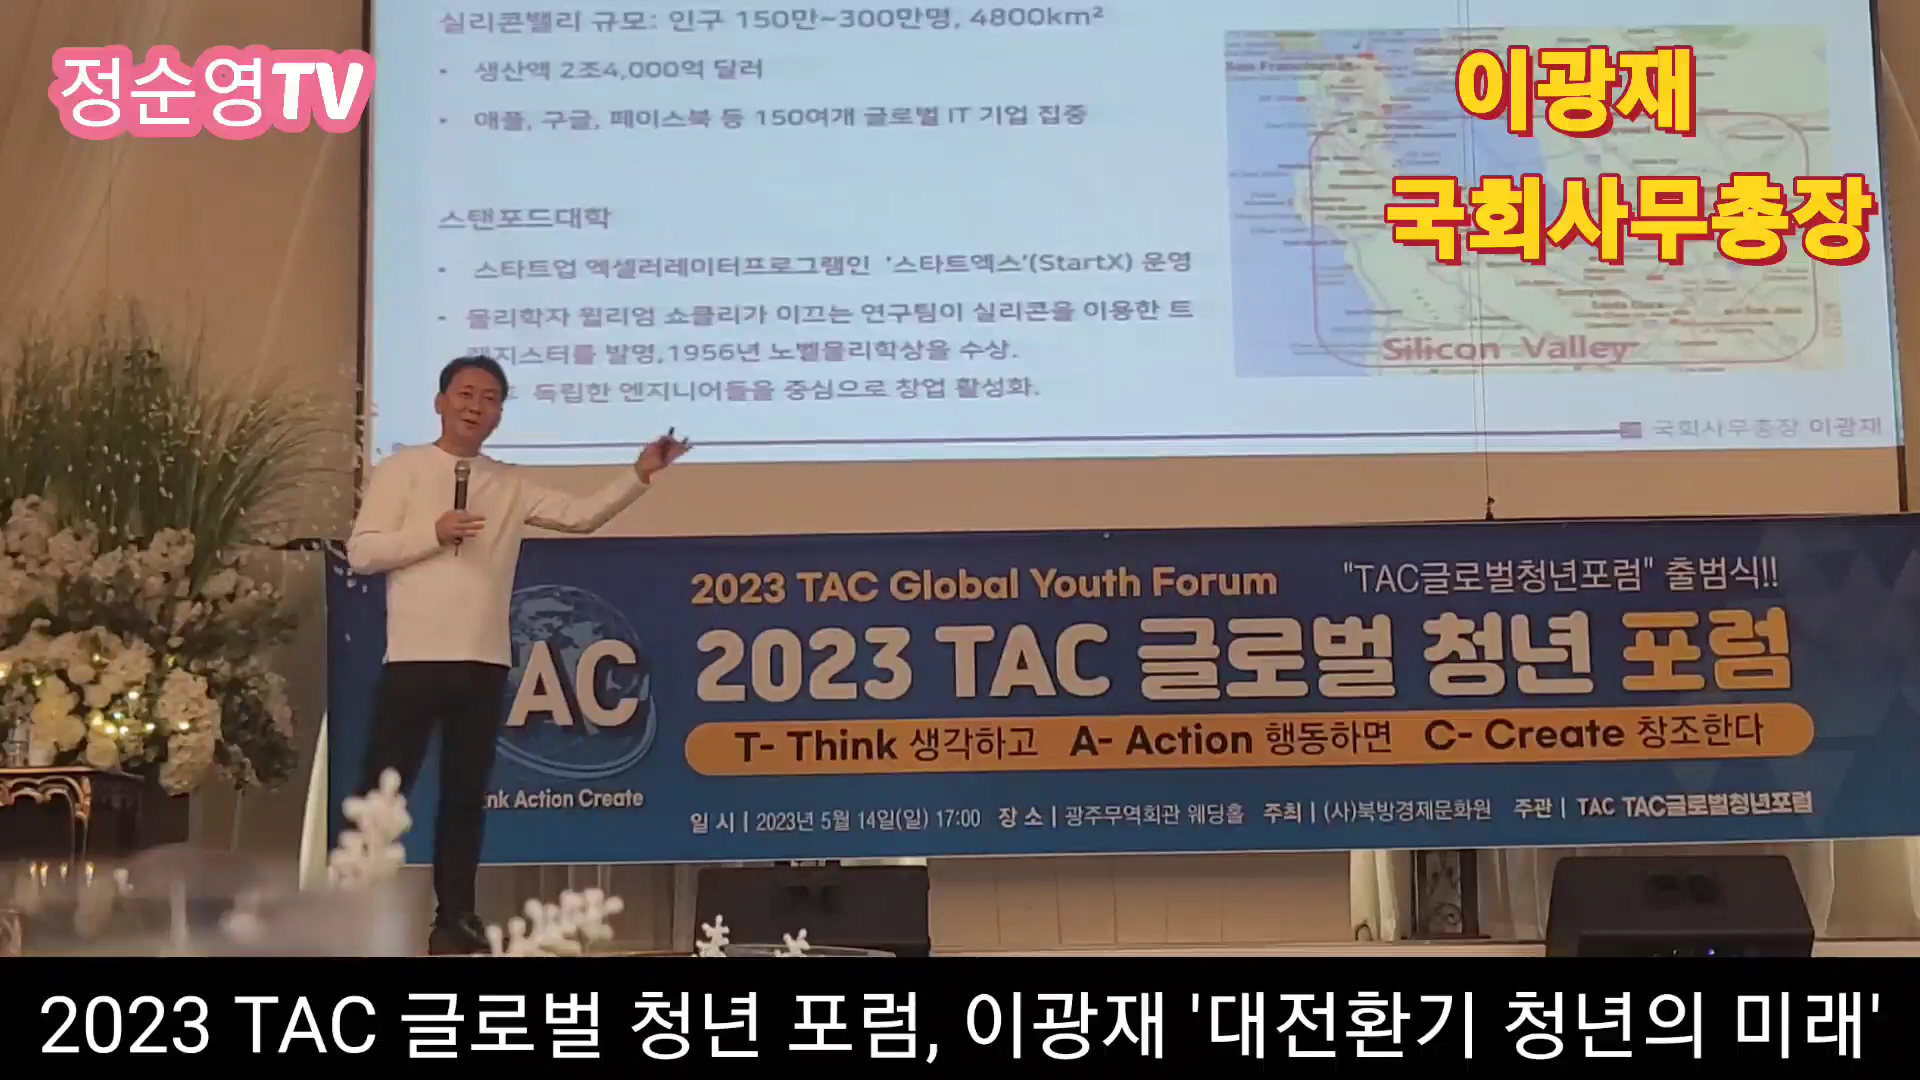 정순영TV
이광재
국회사무총장
실리콘밸리 규모: 인구 150만~300만명, 4800km²
• 생산액 2조4,000억 달러
• 애플, 구글, 페이스북 등 150여개 글로벌 IT 기업 집중
스탠포드대학
• 스타트업 엑셀러레이터프로그램인 '스타트엑스'(StartX) 운영
• 물리학자 윌리엄 쇼클리가 이끄는 연구팀이 실리콘을 이용한 트
지스터를 발명,1956년 노벨물리학상을 수상.
독립한 엔지니어들을 중심으로 창업 활성화.
San Francisco
Silicon Valley
국회사무총장 이광재
2023 TAC Global Youth Forum "TAC글로벌청년포럼" 출범식!!
2023 TAC 글로벌 청년 포럼
T- Think 생각하고 A- Action 행동하면 C- Create 창조한다
AC
nk Action Create
일 시 | 2023년 5월 14일(일) 17:00 장 소 | 광주무역회관 웨딩홀 주최 | (사)북방경제문화원 주관 | TAC TAC글로벌청년포럼
2023 TAC 글로벌 청년 포럼, 이광재 '대전환기 청년의 미래'